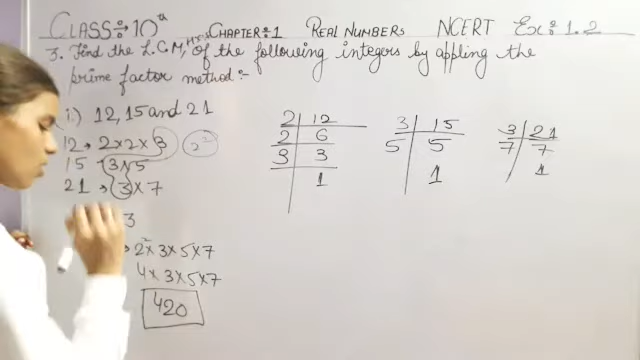 CLASS÷10th CHAPTER:1 REAL NUMBERS NCERT Ex: 1.2
3. Find the L.C.M, of the following integers by appling the
prime factor method:-
(i) 12, 15 and 21
12 → 2×2×3 2²
15 3×5
21 → 3×7
3
2²×3×5×7
4×3×5×7
420
2 12
2 6
3 3
1
3 15
5 5
1
3 21
7 7
1